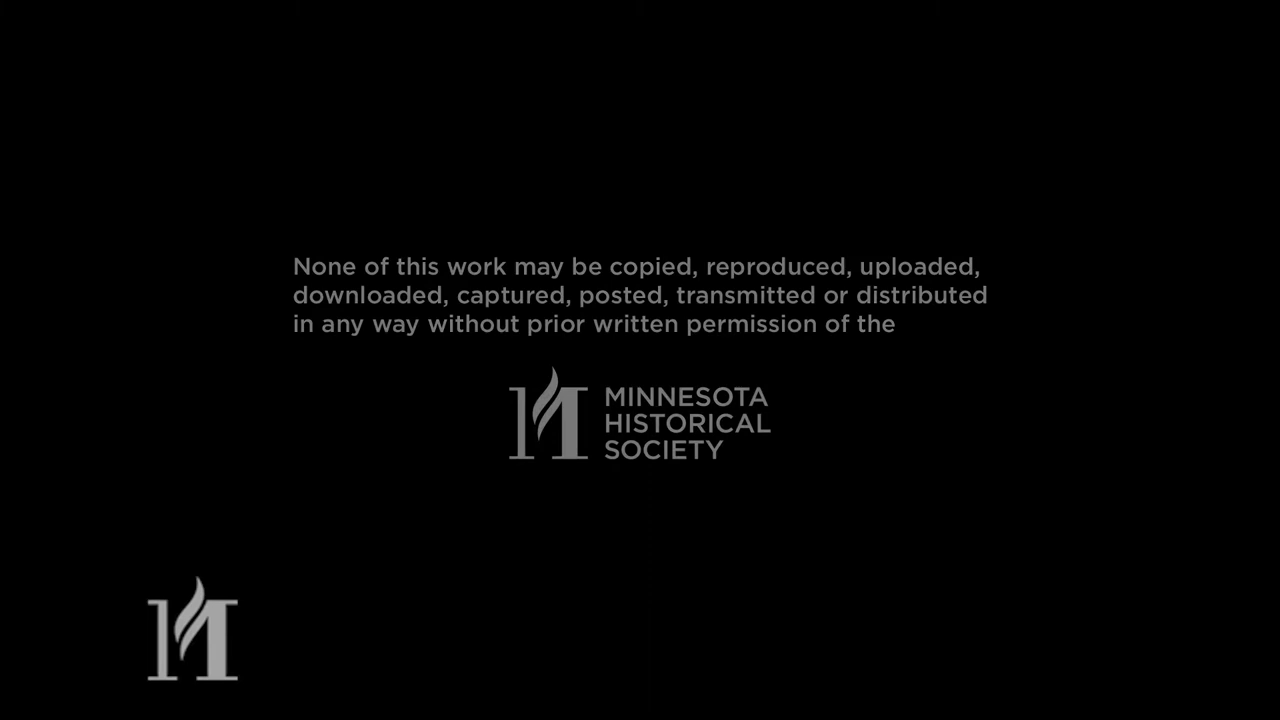 None of this work may be copied, reproduced, uploaded,
downloaded, captured, posted, transmitted or distributed
in any way without prior written permission of the
MINNESOTA
HISTORICAL
SOCIETY